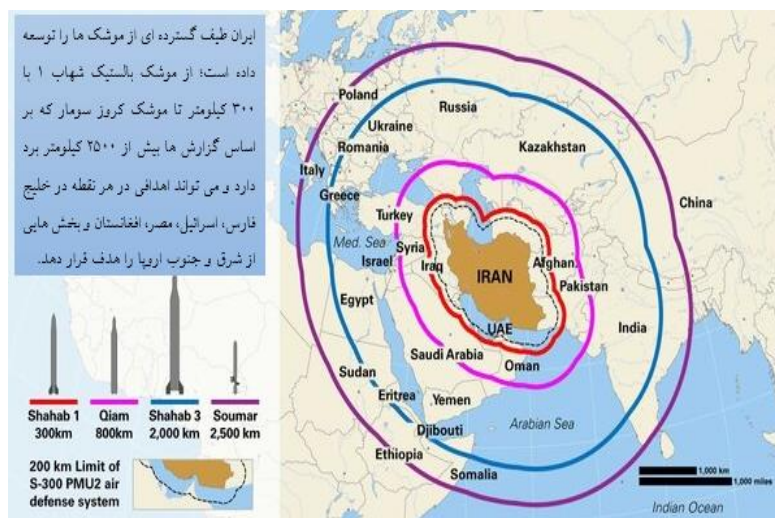 ایران طیف گسترده ای از موشک ها را توسعه
داده است؛ از موشک بالستیک شهاب ۱ با
۳۰۰ کیلومتر تا موشک کروز سومار که بر
اساس گزارش ها بیش از ۲۵۰۰ کیلومتر برد
دارد و می تواند اهدافی در هر نقطه در خلیج
فارس، اسرائیل، مصر، افغانستان و بخش هایی
از شرق و جنوب اروپا را هدف قرار دهد.
Poland
Russia
Ukraine
Kazakhstan
Romania
Italy
Greece
China
Turkey
Med. Sea
Syria
Israel
Iraq
Afghan.
IRAN
Pakistan
Egypt
UAE
India
Saudi Arabia
Oman
Sudan
Eritrea
Yemen
Djibouti
Arabian Sea
Ethiopia
Somalia
Indian Ocean
1,000 km
1,000 miles
Shahab 1
300km
Qiam
800km
Shahab 3
2,000 km
Soumar
2,500 km
200 km Limit of
S-300 PMU2 air
defense system